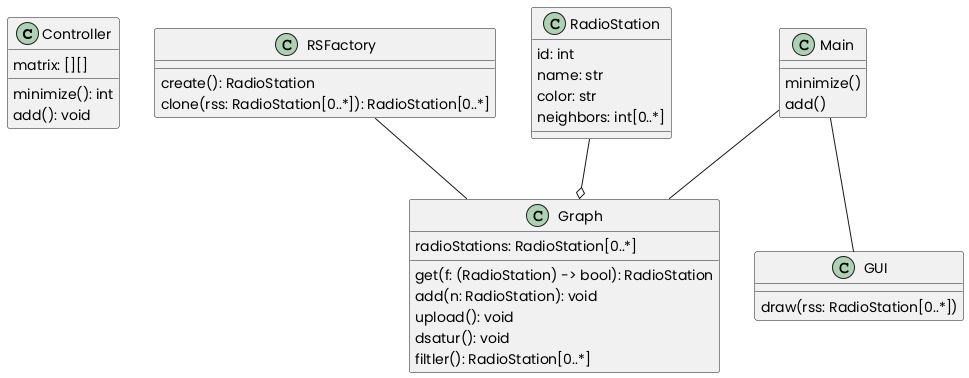 C Controller
matrix: [][]
minimize(): int
add(): void
C RSFactory
create(): RadioStation
clone(rss: RadioStation[0..*]): RadioStation[0..*]
C RadioStation
id: int
name: str
color: str
neighbors: int[0..*]
C Main
minimize()
add()
C Graph
radioStations: RadioStation[0..*]
get(f: (RadioStation) -> bool): RadioStation
add(n: RadioStation): void
upload(): void
dsatur(): void
filtler(): RadioStation[0..*]
C GUI
draw(rss: RadioStation[0..*])